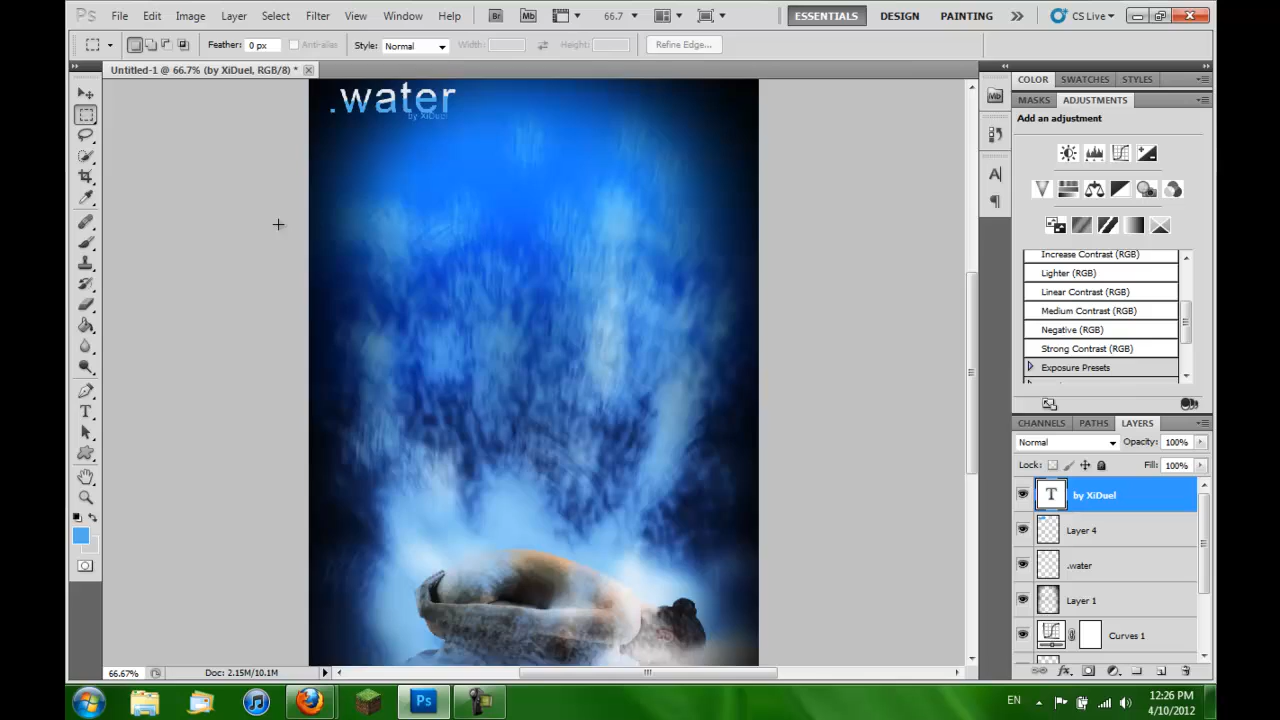 Ps File Edit Image Layer Select Filter View Window Help Br Mb 66.7 ESSENTIALS DESIGN PAINTING CS Live
Feather: 0 px Anti-alias Style: Normal Width: Height: Refine Edge...
Untitled-1 @ 66.7% (by XiDuel, RGB/8) *
.water
by XiDuel
COLOR SWATCHES STYLES
Mb
MASKS ADJUSTMENTS
Add an adjustment
Increase Contrast (RGB)
Lighter (RGB)
Linear Contrast (RGB)
Medium Contrast (RGB)
Negative (RGB)
Strong Contrast (RGB)
Exposure Presets
CHANNELS PATHS LAYERS
Normal Opacity: 100%
Lock: Fill: 100%
T by XiDuel
Layer 4
.water
Layer 1
Curves 1
66.67% Doc: 2.15M/10.1M
Ps EN 12:26 PM
4/10/2012